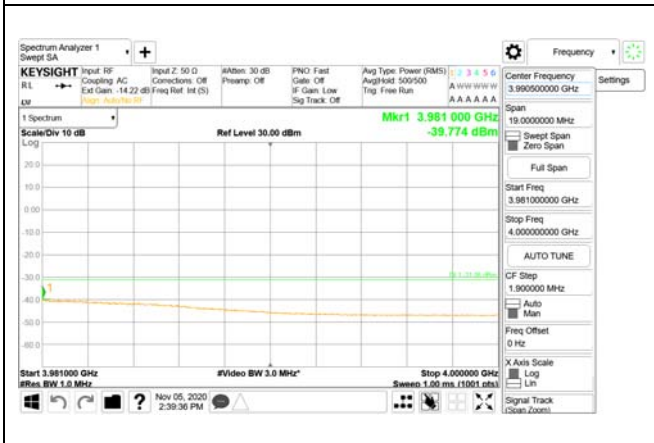 Spectrum Analyzer 1
Swept SA
+
Frequency
KEYSIGHT
RL
Input: RF
Coupling: AC
Ext Gain: -14.22 dB
Align: Auto/No RF
Input Z: 50 Ω
Corrections: Off
Freq Ref: Int (S)
#Atten: 30 dB
Preamp: Off
PNO: Fast
Gate: Off
IF Gain: Low
Sig Track: Off
Avg Type: Power (RMS)
Avg|Hold: 500/500
Trig: Free Run
1 2 3 4 5 6
A W W W W W
A A A A A A
1 Spectrum
Scale/Div 10 dB
Log
Ref Level 30.00 dBm
Mkr1 3.981 000 GHz
-39.774 dBm
20.0
10.0
0.00
-10.0
-20.0
-30.0
-40.0
-50.0
-60.0
1
Start 3.981000 GHz
#Res BW 1.0 MHz
#Video BW 3.0 MHz*
Stop 4.000000 GHz
Sweep 1.00 ms (1001 pts)
?
Nov 05, 2020
2:39:36 PM
Center Frequency
3.990500000 GHz
Settings
Span
19.0000000 MHz
Swept Span
Zero Span
Full Span
Start Freq
3.981000000 GHz
Stop Freq
4.000000000 GHz
AUTO TUNE
CF Step
1.900000 MHz
Auto
Man
Freq Offset
0 Hz
X Axis Scale
Log
Lin
Signal Track
(Span Zoom)